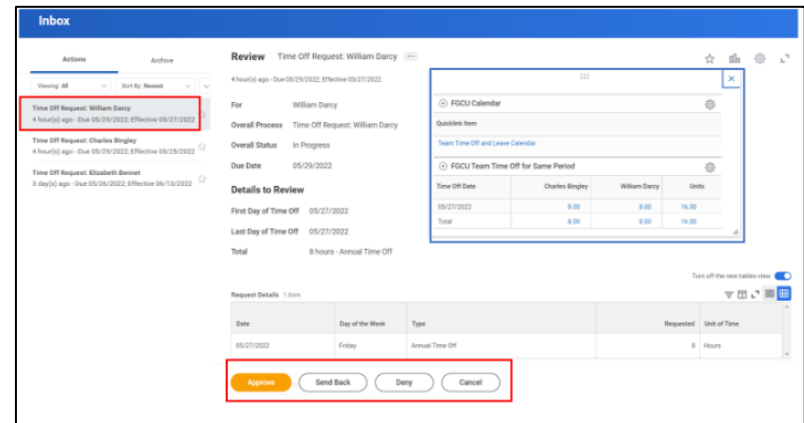 Inbox
Actions Archive
Viewing: All Sort By: Newest
Time Off Request: William Darcy
4 hour(s) ago - Due 05/29/2022; Effective 05/27/2022
Time Off Request: Charles Bingley
4 hour(s) ago - Due 05/29/2022; Effective 05/25/2022
Time Off Request: Elizabeth Bennet
3 day(s) ago - Due 05/26/2022; Effective 06/13/2022
Review Time Off Request: William Darcy
4 hour(s) ago - Due 05/29/2022; Effective 05/27/2022
For William Darcy
Overall Process Time Off Request: William Darcy
Overall Status In Progress
Due Date 05/29/2022
Details to Review
First Day of Time Off 05/27/2022
Last Day of Time Off 05/27/2022
Total 8 hours - Annual Time Off
FGCU Calendar
Quicklink Item
Team Time Off and Leave Calendar
FGCU Team Time Off for Same Period
Time Off Date Charles Bingley William Darcy Units
05/27/2022 8.00 8.00 16.00
Total 8.00 8.00 16.00
Turn off the new tables view
Request Details 1 item
Date Day of the Week Type Requested Unit of Time
05/27/2022 Friday Annual Time Off 8 Hours
Approve Send Back Deny Cancel